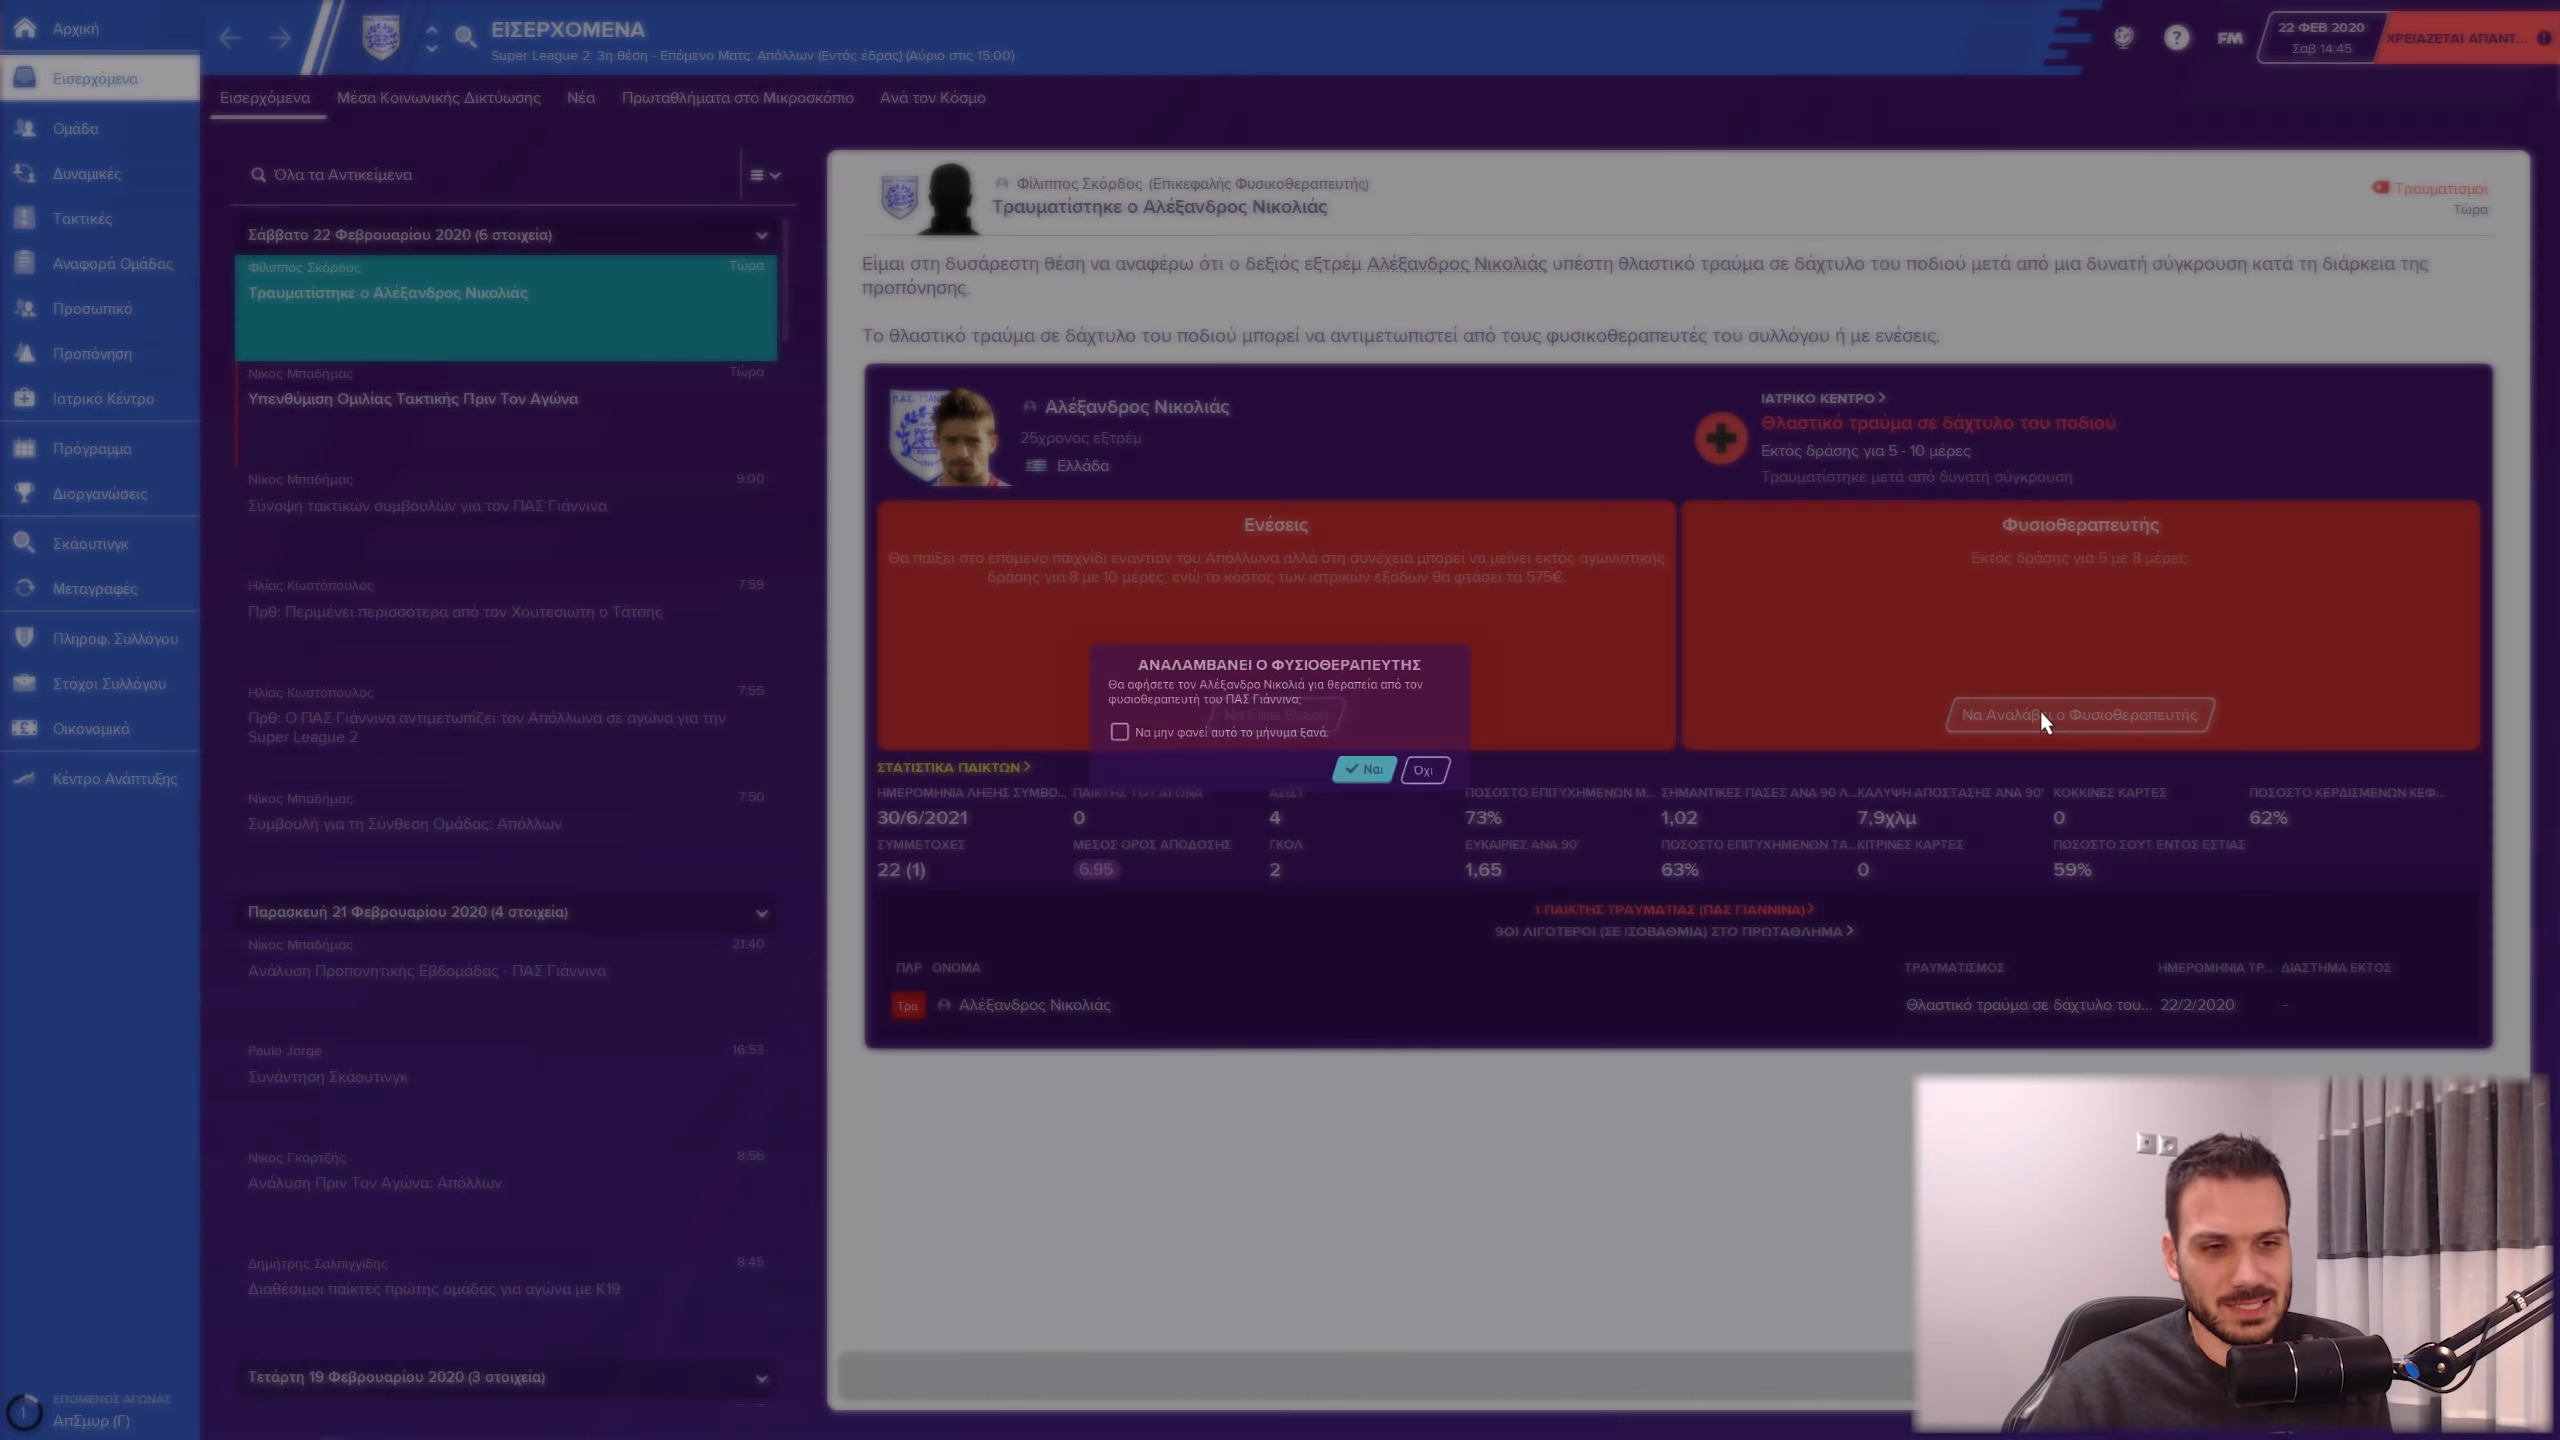 Αρχική
Εισερχόμενα
Ομάδα
Δυναμικές
Τακτικές
Αναφορά Ομάδας
Προσωπικό
Προπόνηση
Ιατρικό Κέντρο
Πρόγραμμα
Διοργανώσεις
Σκάουτινγκ
Μεταγραφές
Πληροφ. Συλλόγου
Στόχοι Συλλόγου
Οικονομικά
Κέντρο Ανάπτυξης
1
ΕΠΟΜΕΝΟΣ ΑΓΩΝΑΣ
ΑπΣμυρ (Γ)
ΕΙΣΕΡΧΟΜΕΝΑ
Super League 2: 3η θέση - Επόμενο Ματς: Απόλλων (Εντός έδρας) (Αύριο στις 15:00)
FM
22 ΦΕΒ 2020
Σαβ 14:45
ΧΡΕΙΑΖΕΤΑΙ ΑΠΑΝΤ...
Εισερχόμενα
Μέσα Κοινωνικής Δικτύωσης
Νέα
Πρωταθλήματα στο Μικροσκόπιο
Ανά τον Κόσμο
Όλα τα Αντικείμενα
Σάββατο 22 Φεβρουαρίου 2020 (6 στοιχεία)
Φίλιππος Σκόρδος
Τώρα
Τραυματίστηκε ο Αλέξανδρος Νικολιάς
Νίκος Μπαδήμας
Τώρα
Υπενθύμιση Ομιλίας Τακτικής Πριν Τον Αγώνα
Νίκος Μπαδήμας
9:00
Σύνοψη τακτικών συμβουλών για τον ΠΑΣ Γιάννινα
Ηλίας Κωστόπουλος
7:59
Πρθ: Περιμένει περισσότερα από τον Χουτεσιώτη ο Τάτσης
Ηλίας Κωστόπουλος
7:55
Πρθ: Ο ΠΑΣ Γιάννινα αντιμετωπίζει τον Απόλλωνα σε αγώνα για την
Super League 2
Νίκος Μπαδήμας
7:50
Συμβουλή για τη Σύνθεση Ομάδας: Απόλλων
Παρασκευή 21 Φεβρουαρίου 2020 (4 στοιχεία)
Νίκος Μπαδήμας
21:40
Ανάλυση Προπονητικής Εβδομάδας - ΠΑΣ Γιάννινα
Paulo Jorge
16:53
Συνάντηση Σκάουτινγκ
Νίκος Γκορτζής
8:56
Ανάλυση Πριν Τον Αγώνα: Απόλλων
Δημήτρης Σαλπιγγίδης
8:45
Διαθέσιμοι παίκτες πρώτης ομάδας για αγώνα με Κ19
Τετάρτη 19 Φεβρουαρίου 2020 (3 στοιχεία)
Φίλιππος Σκόρδος (Επικεφαλής Φυσικοθεραπευτής)
Τραυματίστηκε ο Αλέξανδρος Νικολιάς
Τραυματισμοί
Τώρα
Είμαι στη δυσάρεστη θέση να αναφέρω ότι ο δεξιός εξτρέμ Αλέξανδρος Νικολιάς υπέστη θλαστικό τραύμα σε δάχτυλο του ποδιού μετά από μια δυνατή σύγκρουση κατά τη διάρκεια της
προπόνησης.
Το θλαστικό τραύμα σε δάχτυλο του ποδιού μπορεί να αντιμετωπιστεί από τους φυσικοθεραπευτές του συλλόγου ή με ενέσεις.
Αλέξανδρος Νικολιάς
25χρονος εξτρέμ
Ελλάδα
ΙΑΤΡΙΚΟ ΚΕΝΤΡΟ
Θλαστικό τραύμα σε δάχτυλο του ποδιού
Εκτός δράσης για 5 - 10 μέρες
Τραυματίστηκε μετά από δυνατή σύγκρουση
Ενέσεις
Θα παίξει στο επόμενο παιχνίδι εναντίον του Απόλλωνα αλλά στη συνέχεια μπορεί να μείνει εκτός αγωνιστικής
δράσης για 8 με 10 μέρες, ενώ το κόστος των ιατρικών εξόδων θα φτάσει τα 575€.
Φυσιοθεραπευτής
Εκτός δράσης για 5 με 8 μέρες.
Να Αναλάβει ο Φυσιοθεραπευτής
ΑΝΑΛΑΜΒΑΝΕΙ Ο ΦΥΣΙΟΘΕΡΑΠΕΥΤΗΣ
Θα αφήσετε τον Αλέξανδρο Νικολιά για θεραπεία από τον
φυσιοθεραπευτή του ΠΑΣ Γιάννινα;
Να μην φανεί αυτό το μήνυμα ξανά.
Ναι
Όχι
ΣΤΑΤΙΣΤΙΚΑ ΠΑΙΚΤΩΝ
ΗΜΕΡΟΜΗΝΙΑ ΛΗΞΗΣ ΣΥΜΒΟ...
ΠΑΙΚΤΗΣ ΤΟΥ ΑΓΩΝΑ
ΑΣΙΣΤ
ΠΟΣΟΣΤΟ ΕΠΙΤΥΧΗΜΕΝΩΝ Μ...
ΣΗΜΑΝΤΙΚΕΣ ΠΑΣΕΣ ΑΝΑ 90 Λ...
ΚΑΛΥΨΗ ΑΠΟΣΤΑΣΗΣ ΑΝΑ 90'
ΚΟΚΚΙΝΕΣ ΚΑΡΤΕΣ
ΠΟΣΟΣΤΟ ΚΕΡΔΙΣΜΕΝΩΝ ΚΕΦ...
30/6/2021
0
4
73%
1,02
7,9χλμ
0
62%
ΣΥΜΜΕΤΟΧΕΣ
ΜΕΣΟΣ ΟΡΟΣ ΑΠΟΔΟΣΗΣ
ΓΚΟΛ
ΕΥΚΑΙΡΙΕΣ ΑΝΑ 90'
ΠΟΣΟΣΤΟ ΕΠΙΤΥΧΗΜΕΝΩΝ ΤΑ...
ΚΙΤΡΙΝΕΣ ΚΑΡΤΕΣ
ΠΟΣΟΣΤΟ ΣΟΥΤ ΕΝΤΟΣ ΕΣΤΙΑΣ
22 (1)
6.95
2
1,65
63%
0
59%
1 ΠΑΙΚΤΗΣ ΤΡΑΥΜΑΤΙΑΣ (ΠΑΣ ΓΙΑΝΝΙΝΑ)
9ΟΙ ΛΙΓΟΤΕΡΟΙ (ΣΕ ΙΣΟΒΑΘΜΙΑ) ΣΤΟ ΠΡΩΤΑΘΛΗΜΑ
ΠΛΡ
ΟΝΟΜΑ
ΤΡΑΥΜΑΤΙΣΜΟΣ
ΗΜΕΡΟΜΗΝΙΑ ΤΡ...
ΔΙΑΣΤΗΜΑ ΕΚΤΟΣ
Τρα
Αλέξανδρος Νικολιάς
Θλαστικό τραύμα σε δάχτυλο του...
22/2/2020
-